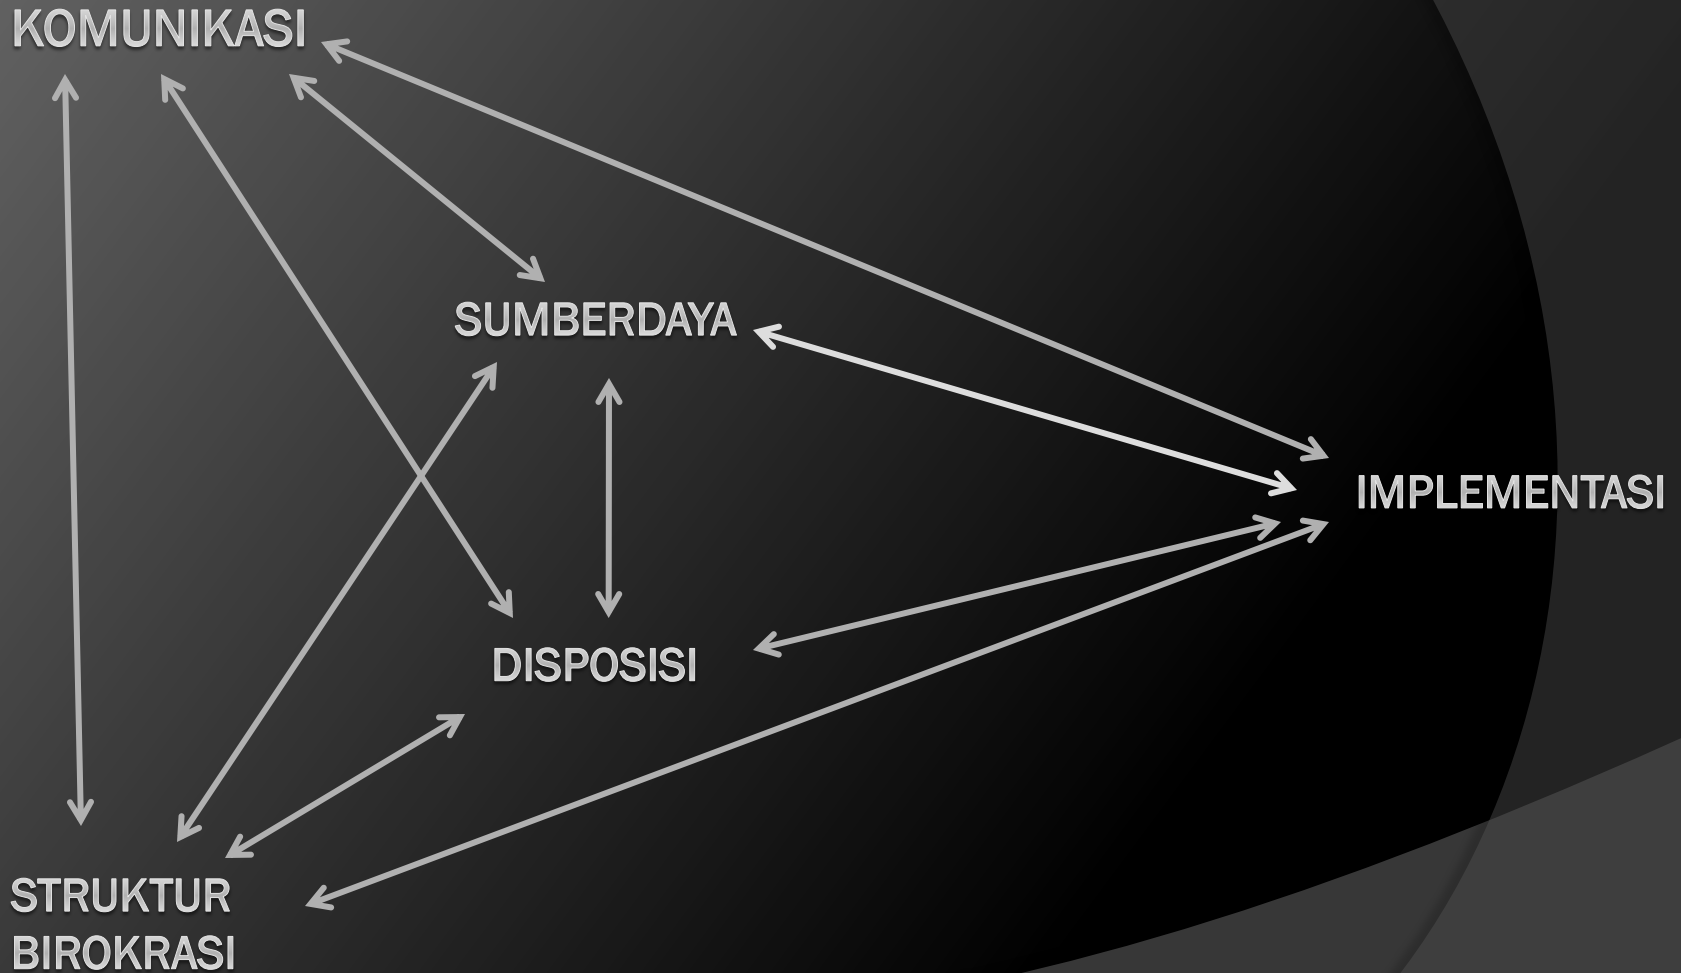 KOMUNIKASI
SUMBERDAYA
IMPLEMENTASI
DISPOSISI
STRUKTUR
BIROKRASI